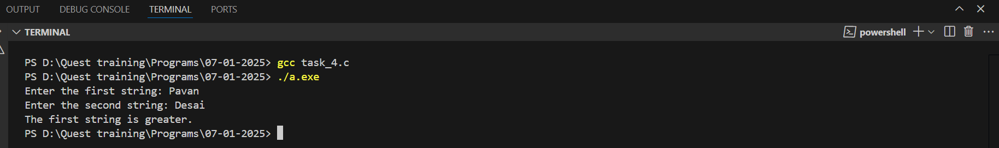 OUTPUT DEBUG CONSOLE TERMINAL PORTS
TERMINAL powershell
PS D:\Quest training\Programs\07-01-2025> gcc task_4.c
PS D:\Quest training\Programs\07-01-2025> ./a.exe
Enter the first string: Pavan
Enter the second string: Desai
The first string is greater.
PS D:\Quest training\Programs\07-01-2025>